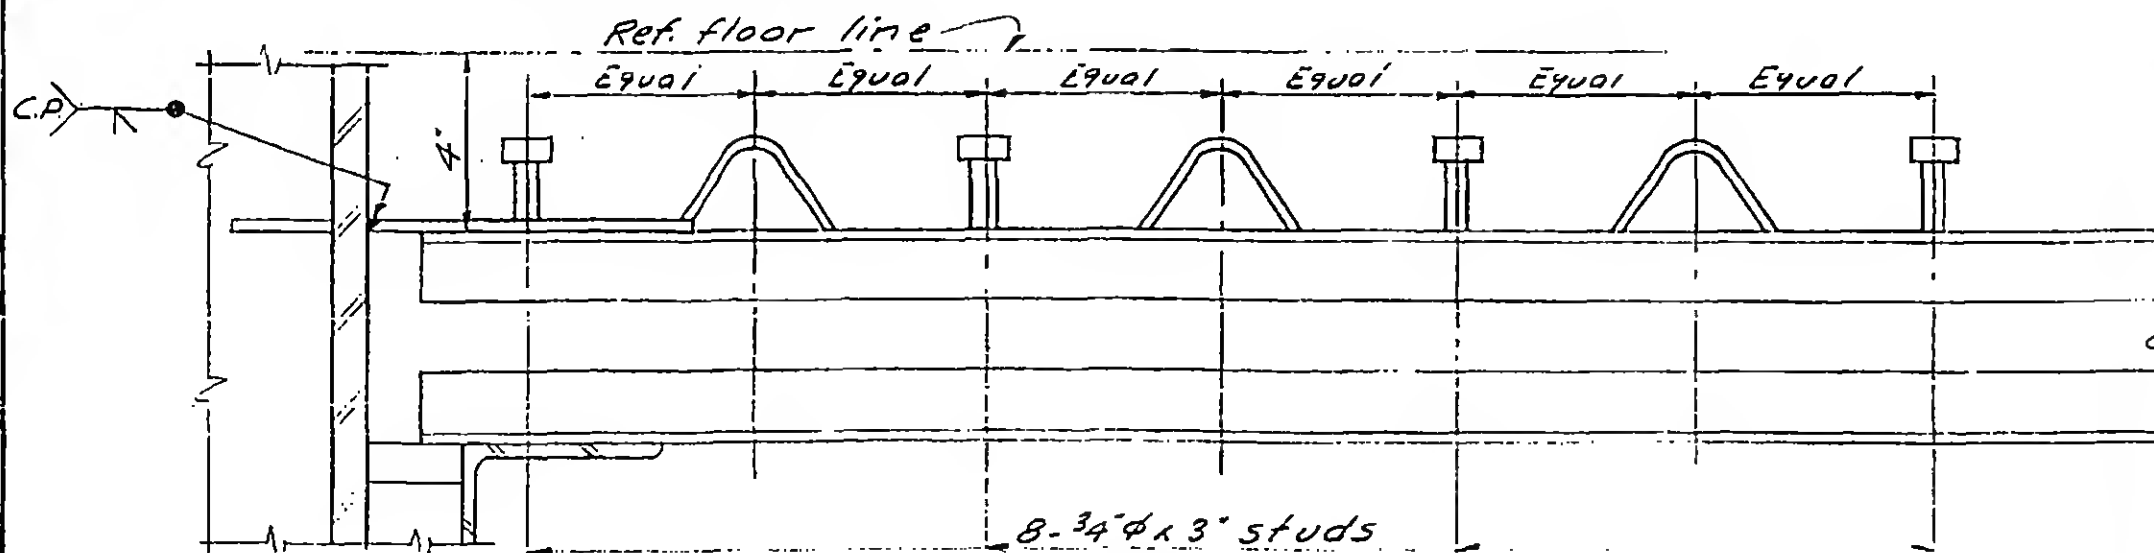 Ref. floor line
Equal Equal Equal Equal Equal Equal
C.P.
4"
8-3/4"ϕ x 3" studs